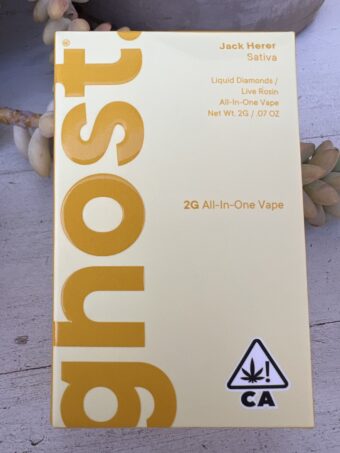 ghost.®
Jack Herer
Sativa
Liquid Diamonds /
Live Rosin
All-In-One Vape
Net Wt. 2G / .07 OZ
2G All-In-One Vape
!
CA